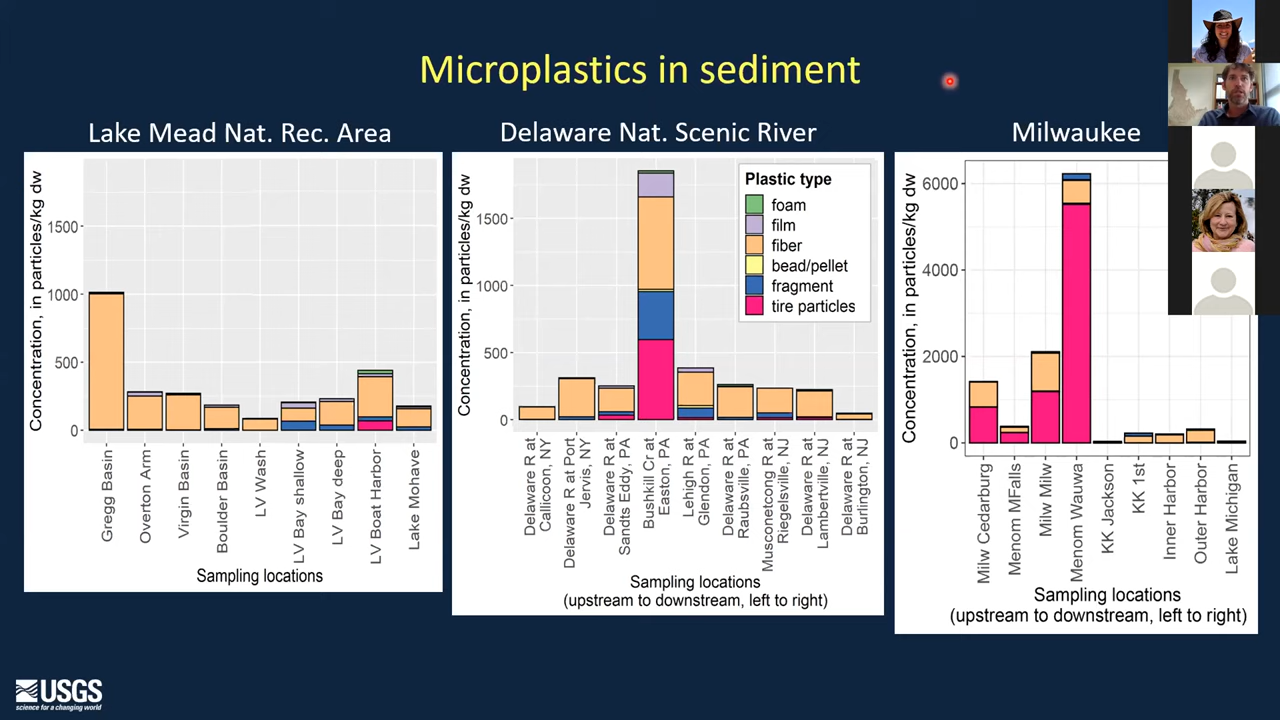 Microplastics in sediment
Lake Mead Nat. Rec. Area
Concentration, in particles/kg dw
1500
1000
500
0
Gregg Basin
Overton Arm
Virgin Basin
Boulder Basin
LV Wash
LV Bay shallow
LV Bay deep
LV Boat Harbor
Lake Mohave
Sampling locations
Delaware Nat. Scenic River
Concentration, in particles/kg dw
1500
1000
500
0
Plastic type
foam
film
fiber
bead/pellet
fragment
tire particles
Delaware R at
Callicoon, NY
Delaware R at Port
Jervis, NY
Delaware R at
Sandts Eddy, PA
Bushkill Cr at
Easton, PA
Lehigh R at
Glendon, PA
Delaware R at
Raubsville, PA
Musconetcong R at
Riegelsville, NJ
Delaware R at
Lambertville, NJ
Delaware R at
Burlington, NJ
Sampling locations
(upstream to downstream, left to right)
Milwaukee
Concentration, in particles/kg dw
6000
4000
2000
0
Milw Cedarburg
Menom MFalls
Milw Milw
Menom Wauwa
KK Jackson
KK 1st
Inner Harbor
Outer Harbor
Lake Michigan
Sampling locations
(upstream to downstream, left to right)
USGS
science for a changing world